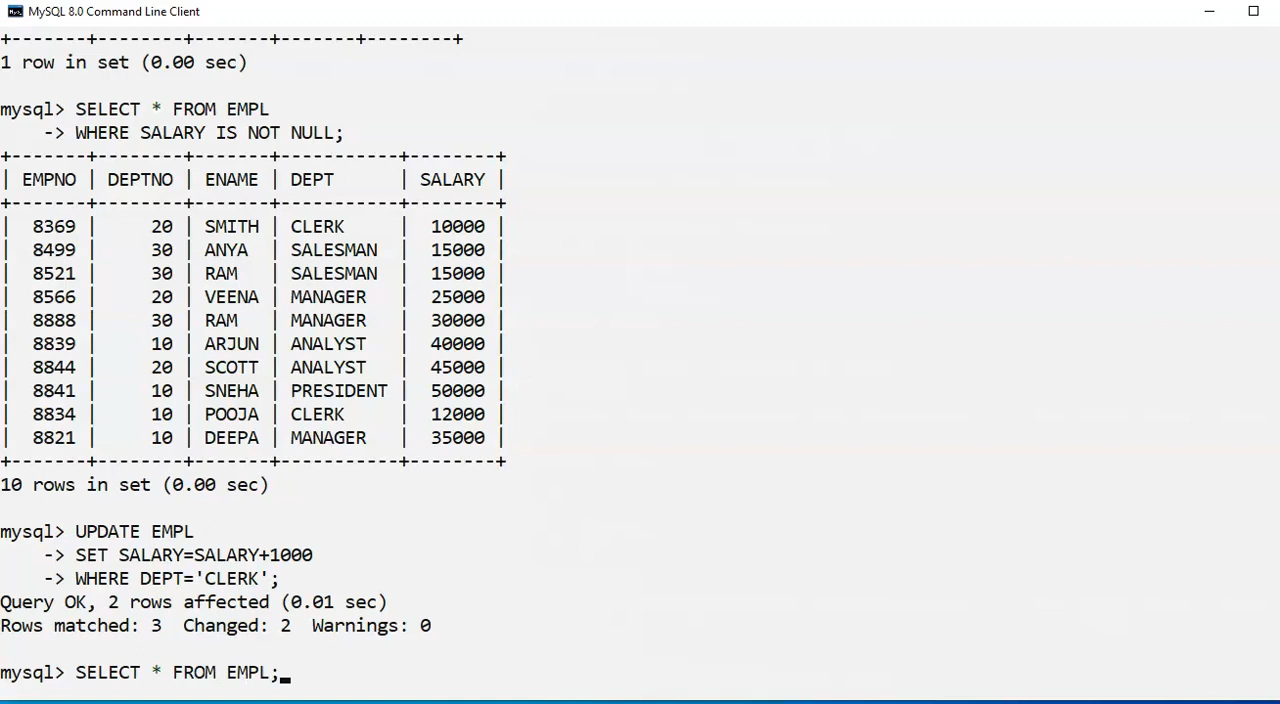 MySQL 8.0 Command Line Client
+-------+--------+-------+-------+--------+
1 row in set (0.00 sec)
mysql> SELECT * FROM EMPL
    -> WHERE SALARY IS NOT NULL;
+-------+--------+-------+-----------+--------+
| EMPNO | DEPTNO | ENAME | DEPT      | SALARY |
+-------+--------+-------+-----------+--------+
|  8369 |     20 | SMITH | CLERK     |  10000 |
|  8499 |     30 | ANYA  | SALESMAN  |  15000 |
|  8521 |     30 | RAM   | SALESMAN  |  15000 |
|  8566 |     20 | VEENA | MANAGER   |  25000 |
|  8888 |     30 | RAM   | MANAGER   |  30000 |
|  8839 |     10 | ARJUN | ANALYST   |  40000 |
|  8844 |     20 | SCOTT | ANALYST   |  45000 |
|  8841 |     10 | SNEHA | PRESIDENT |  50000 |
|  8834 |     10 | POOJA | CLERK     |  12000 |
|  8821 |     10 | DEEPA | MANAGER   |  35000 |
+-------+--------+-------+-----------+--------+
10 rows in set (0.00 sec)
mysql> UPDATE EMPL
    -> SET SALARY=SALARY+1000
    -> WHERE DEPT='CLERK';
Query OK, 2 rows affected (0.01 sec)
Rows matched: 3  Changed: 2  Warnings: 0
mysql> SELECT * FROM EMPL;